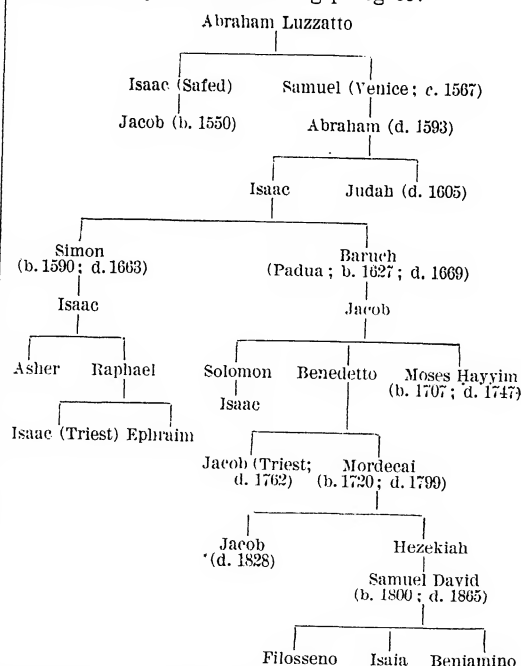 Abraham Luzzatto
Isaac (Safed) Samuel (Venice; c. 1567)
Jacob (b. 1550) Abraham (d. 1593)
Isaac Judah (d. 1605)
Simon Baruch
(b. 1590; d. 1663) (Padua; b. 1627; d. 1669)
Isaac Jacob
Asher Raphael Solomon Benedetto Moses Hayyim
(b. 1707; d. 1747)
Isaac
Isaac (Triest) Ephraim
Jacob (Triest; Mordecai
d. 1762) (b. 1720; d. 1799)
Jacob Hezekiah
(d. 1828)
Samuel David
(b. 1800; d. 1865)
Filosseno Isaia Beniamino